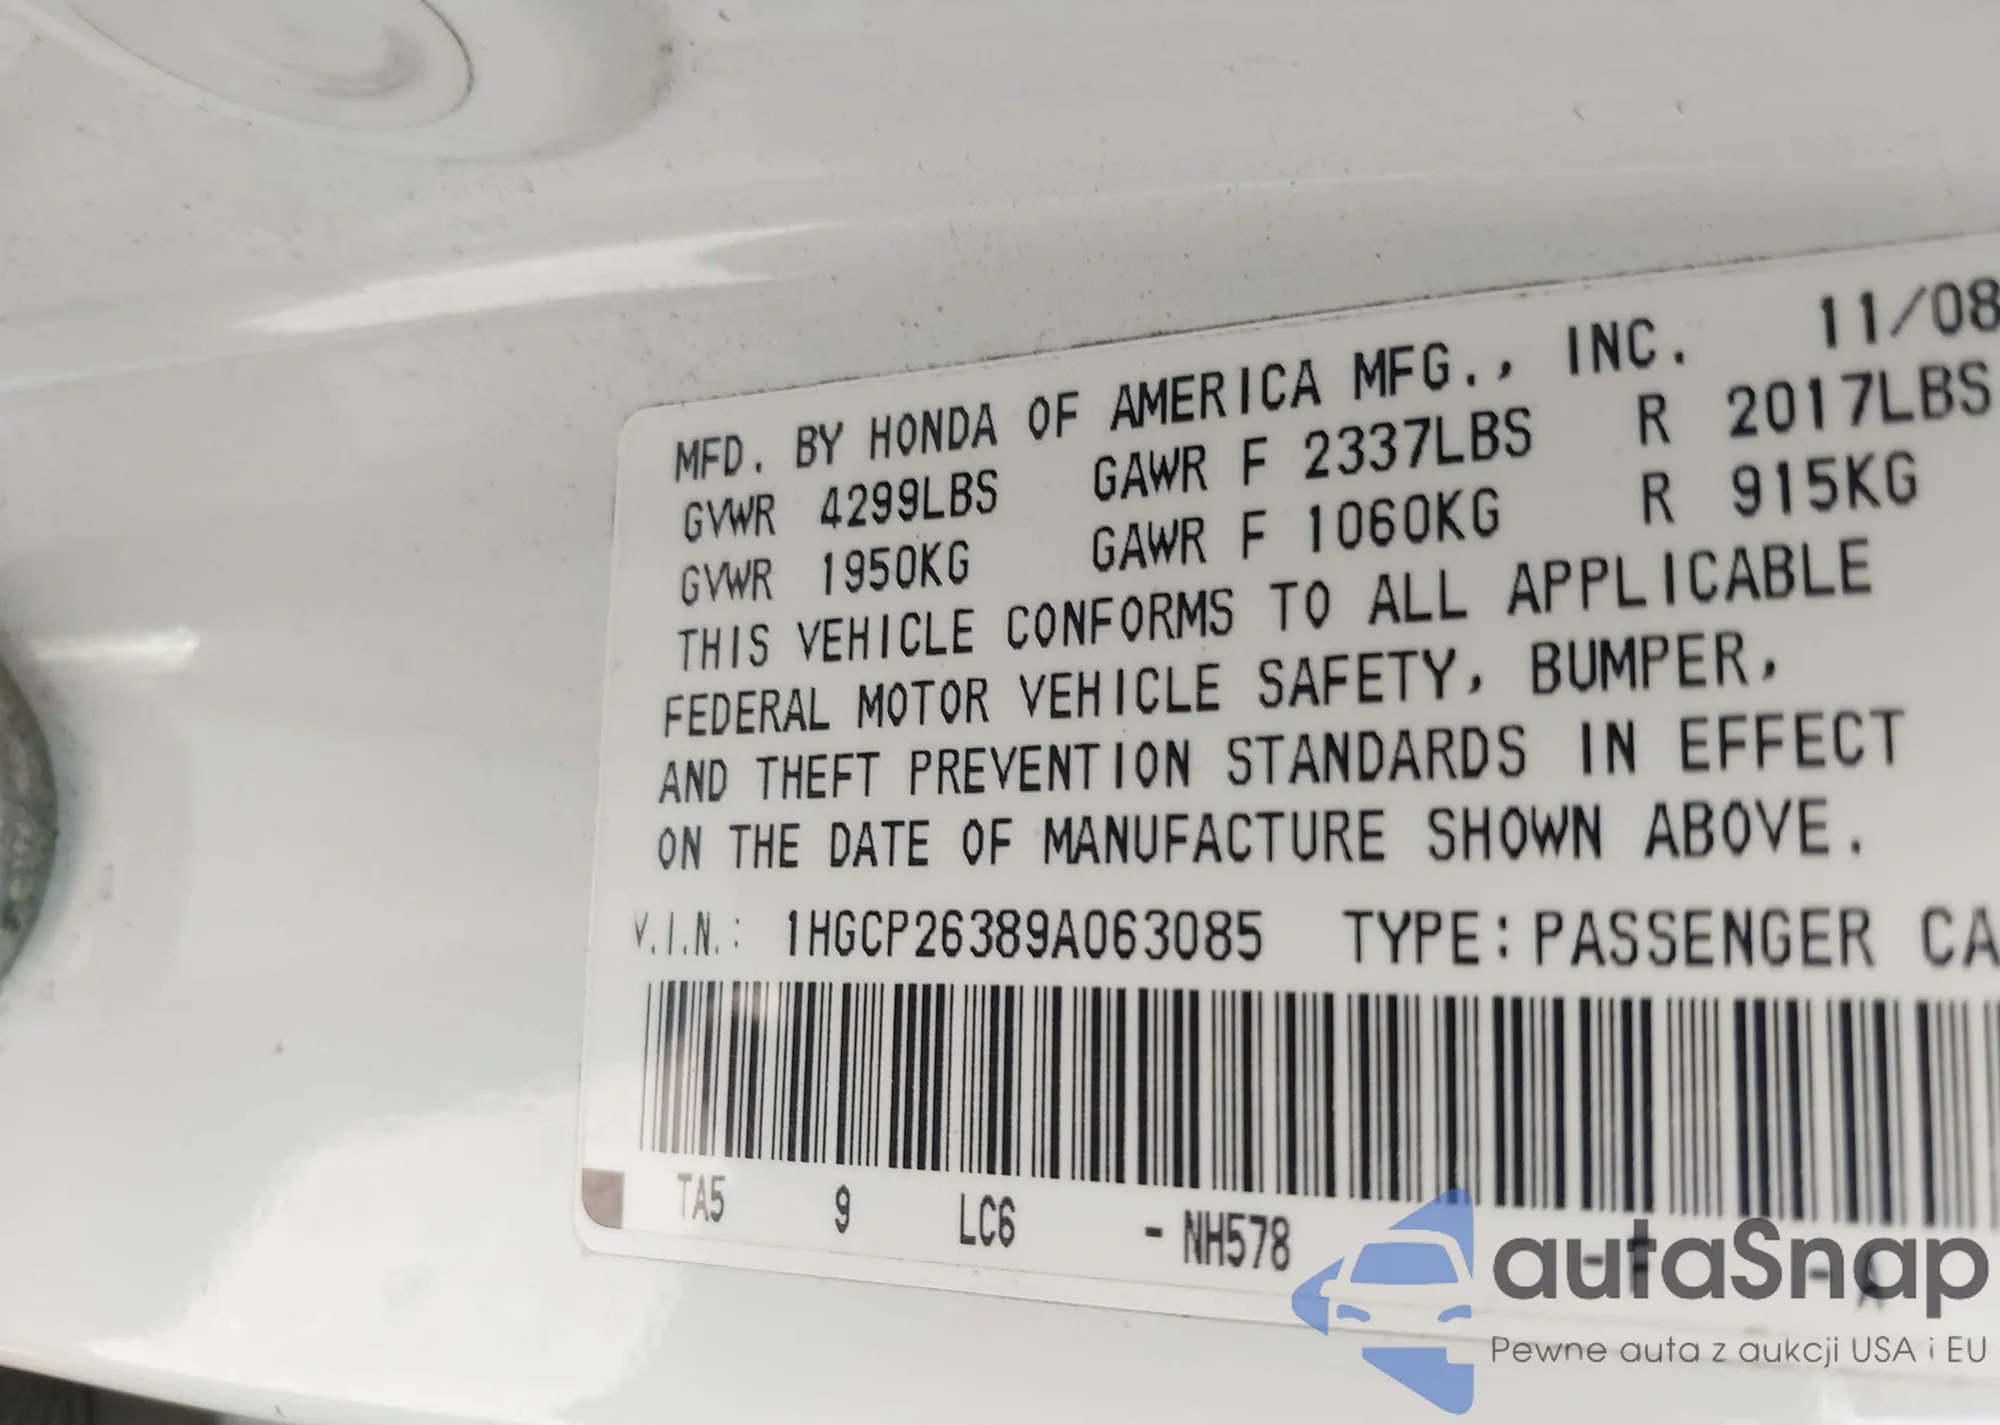 MFD. BY HONDA OF AMERICA MFG., INC. 11/08
GVWR 4299LBS GAWR F 2337LBS R 2017LBS
GVWR 1950KG GAWR F 1060KG R 915KG
THIS VEHICLE CONFORMS TO ALL APPLICABLE
FEDERAL MOTOR VEHICLE SAFETY, BUMPER,
AND THEFT PREVENTION STANDARDS IN EFFECT
ON THE DATE OF MANUFACTURE SHOWN ABOVE.
V.I.N.: 1HGCP26389A063085 TYPE: PASSENGER CA
TA5 9 LC6 - NH578
autaSnap
Pewne auta z aukcji USA i EU